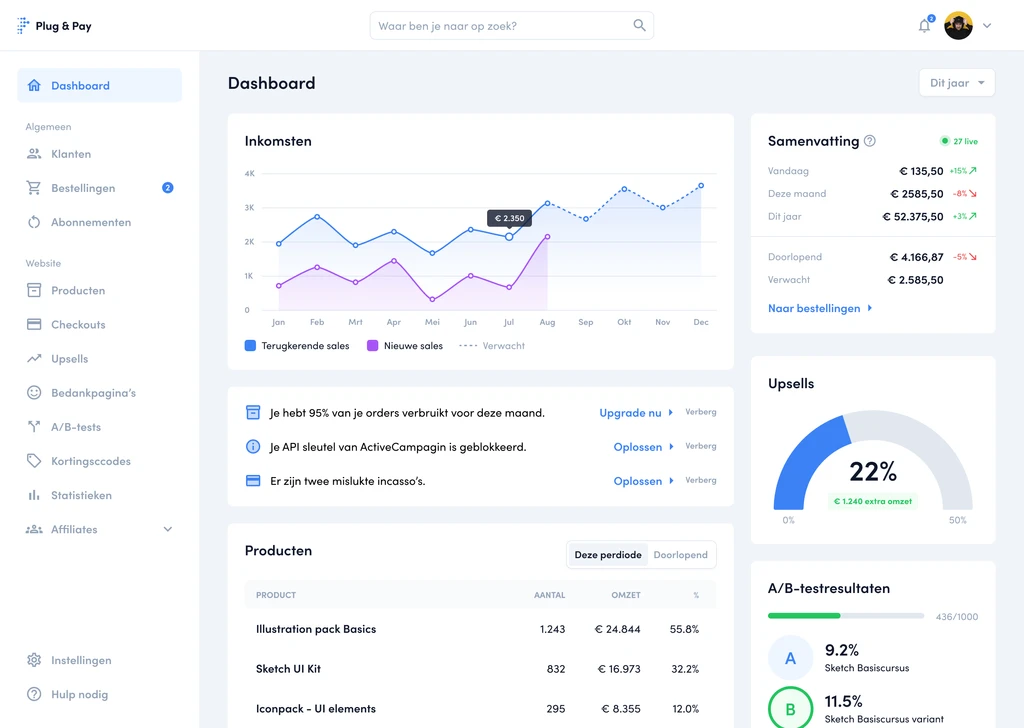 Plug & Pay
Waar ben je naar op zoek?
2
Dashboard
Algemeen
Klanten
Bestellingen
2
Abonnementen
Website
Producten
Checkouts
Upsells
Bedankpagina's
A/B-tests
Kortingsccodes
Statistieken
Affiliates
Instellingen
Hulp nodig
Dashboard
Dit jaar
Inkomsten
4K
3K
2K
1K
0
€ 2.350
Jan Feb Mrt Apr Mei Jun Jul Aug Sep Okt Nov Dec
Terugkerende sales Nieuwe sales Verwacht
Je hebt 95% van je orders verbruikt voor deze maand. Upgrade nu Verberg
Je API sleutel van ActiveCampagin is geblokkeerd. Oplossen Verberg
Er zijn twee mislukte incasso's. Oplossen Verberg
Producten
Deze perdiode Doorlopend
PRODUCT AANTAL OMZET %
Illustration pack Basics 1.243 € 24.844 55.8%
Sketch UI Kit 832 € 16.973 32.2%
Iconpack - UI elements 295 € 8.355 12.0%
Samenvatting ? 27 live
Vandaag € 135,50 +15%
Deze maand € 2585,50 -8%
Dit jaar € 52.375,50 +3%
Doorlopend € 4.166,87 -5%
Verwacht € 2.585,50
Naar bestellingen
Upsells
22%
€ 1.240 extra omzet
0% 50%
A/B-testresultaten
436/1000
A
9.2%
Sketch Basiscursus
B
11.5%
Sketch Basiscursus variant